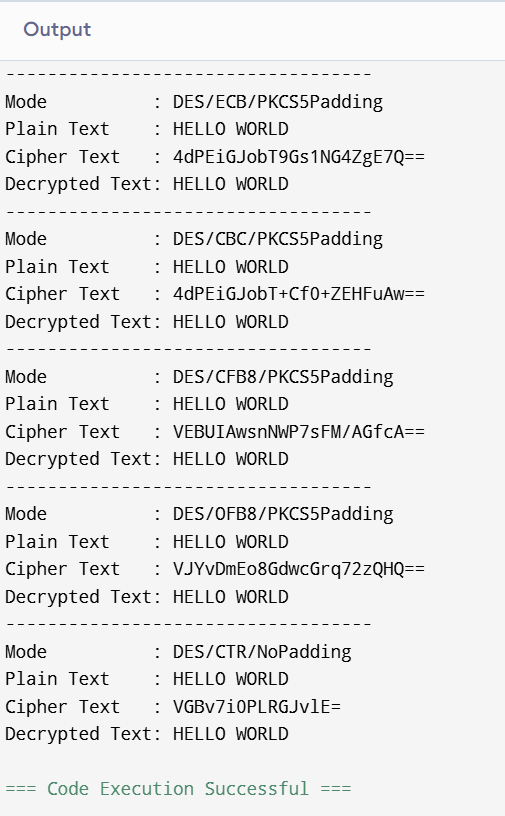 Output
-----------------------------------
Mode          : DES/ECB/PKCS5Padding
Plain Text    : HELLO WORLD
Cipher Text   : 4dPEiGJobT9Gs1NG4ZgE7Q==
Decrypted Text: HELLO WORLD
-----------------------------------
Mode          : DES/CBC/PKCS5Padding
Plain Text    : HELLO WORLD
Cipher Text   : 4dPEiGJobT+Cf0+ZEHFuAw==
Decrypted Text: HELLO WORLD
-----------------------------------
Mode          : DES/CFB8/PKCS5Padding
Plain Text    : HELLO WORLD
Cipher Text   : VEBUIAwsnNWP7sFM/AGfcA==
Decrypted Text: HELLO WORLD
-----------------------------------
Mode          : DES/OFB8/PKCS5Padding
Plain Text    : HELLO WORLD
Cipher Text   : VJYvDmEo8GdwcGrq72zQHQ==
Decrypted Text: HELLO WORLD
-----------------------------------
Mode          : DES/CTR/NoPadding
Plain Text    : HELLO WORLD
Cipher Text   : VGBv7i0PLRGJvlE=
Decrypted Text: HELLO WORLD
=== Code Execution Successful ===